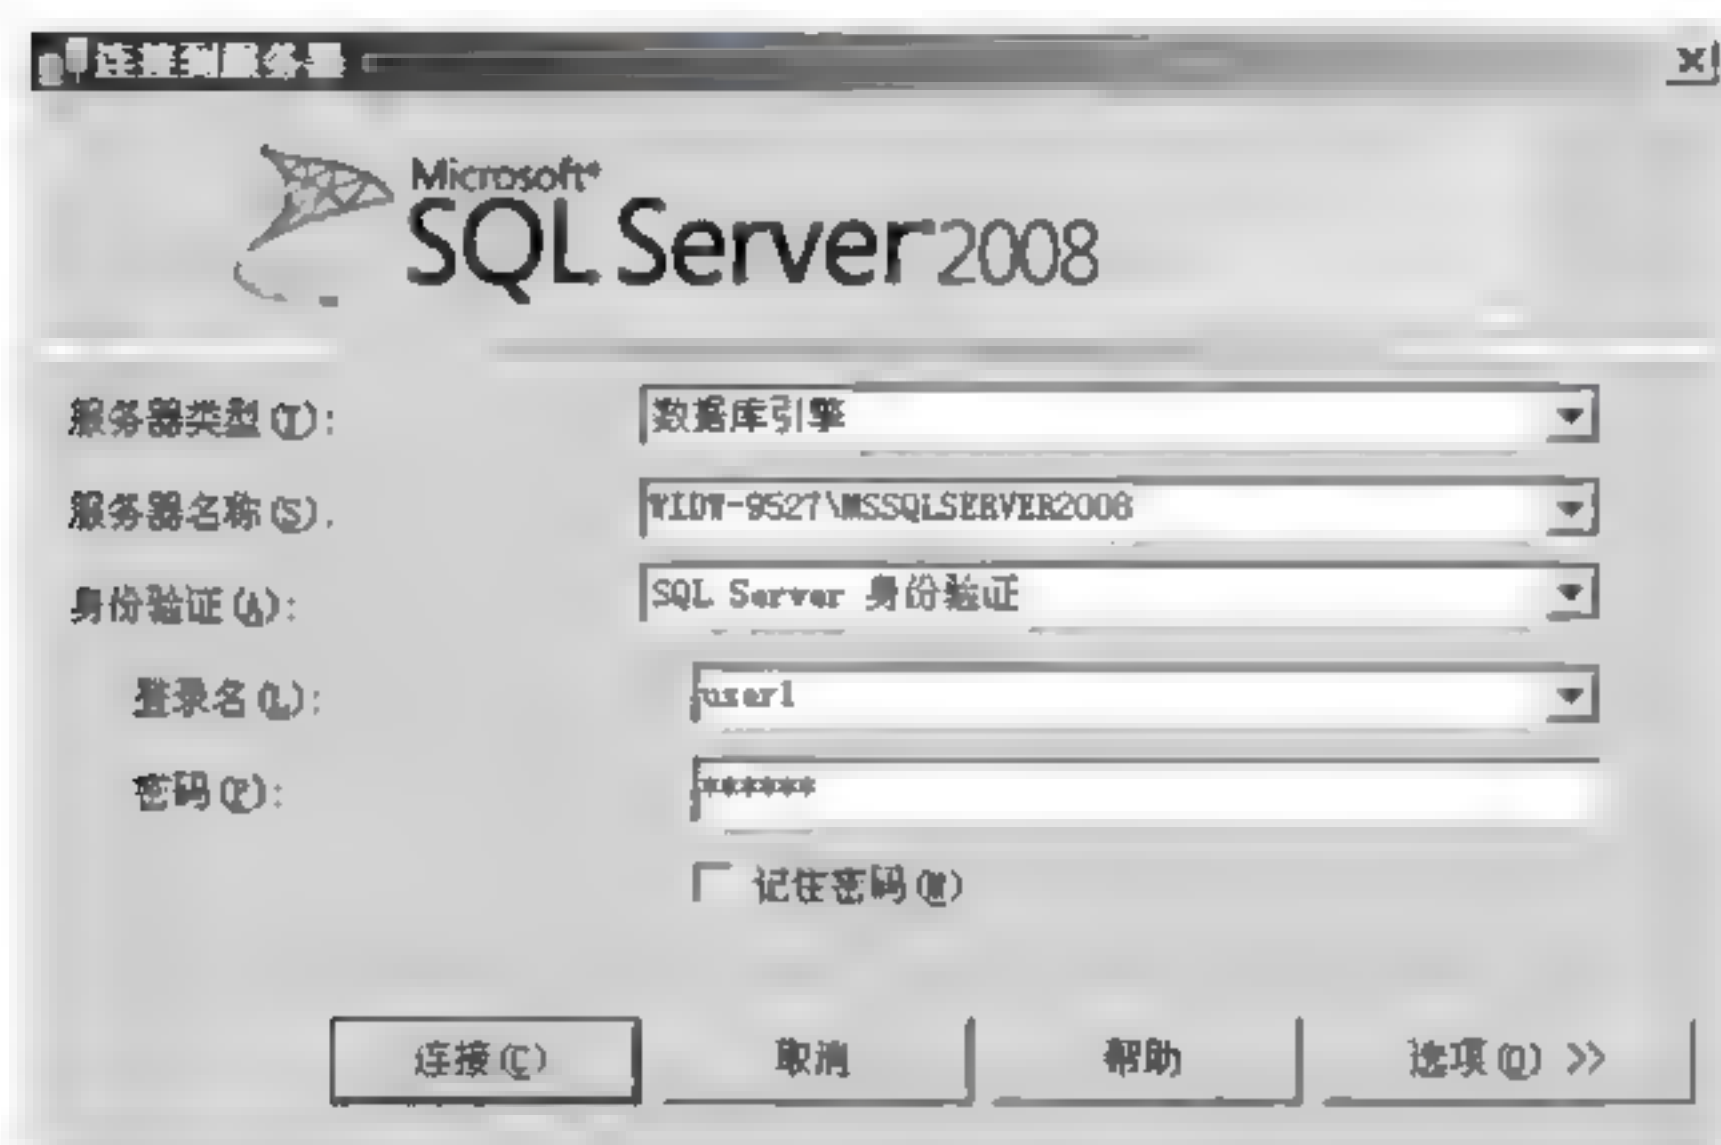 连接到服务器
Microsoft®
SQL Server 2008
服务器类型(T):
数据库引擎
服务器名称(S).
\MSSQLSERVER2008
身份验证(A):
SQL Server 身份验证
登录名(L):
user1
密码(P):
******
记住密码(M)
连接(C)
取消
帮助
选项(O) >>